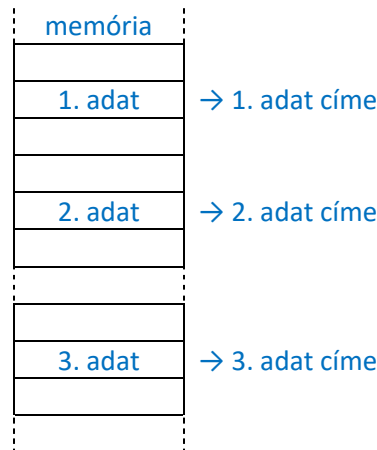 memória
1. adat → 1. adat címe
2. adat → 2. adat címe
3. adat → 3. adat címe